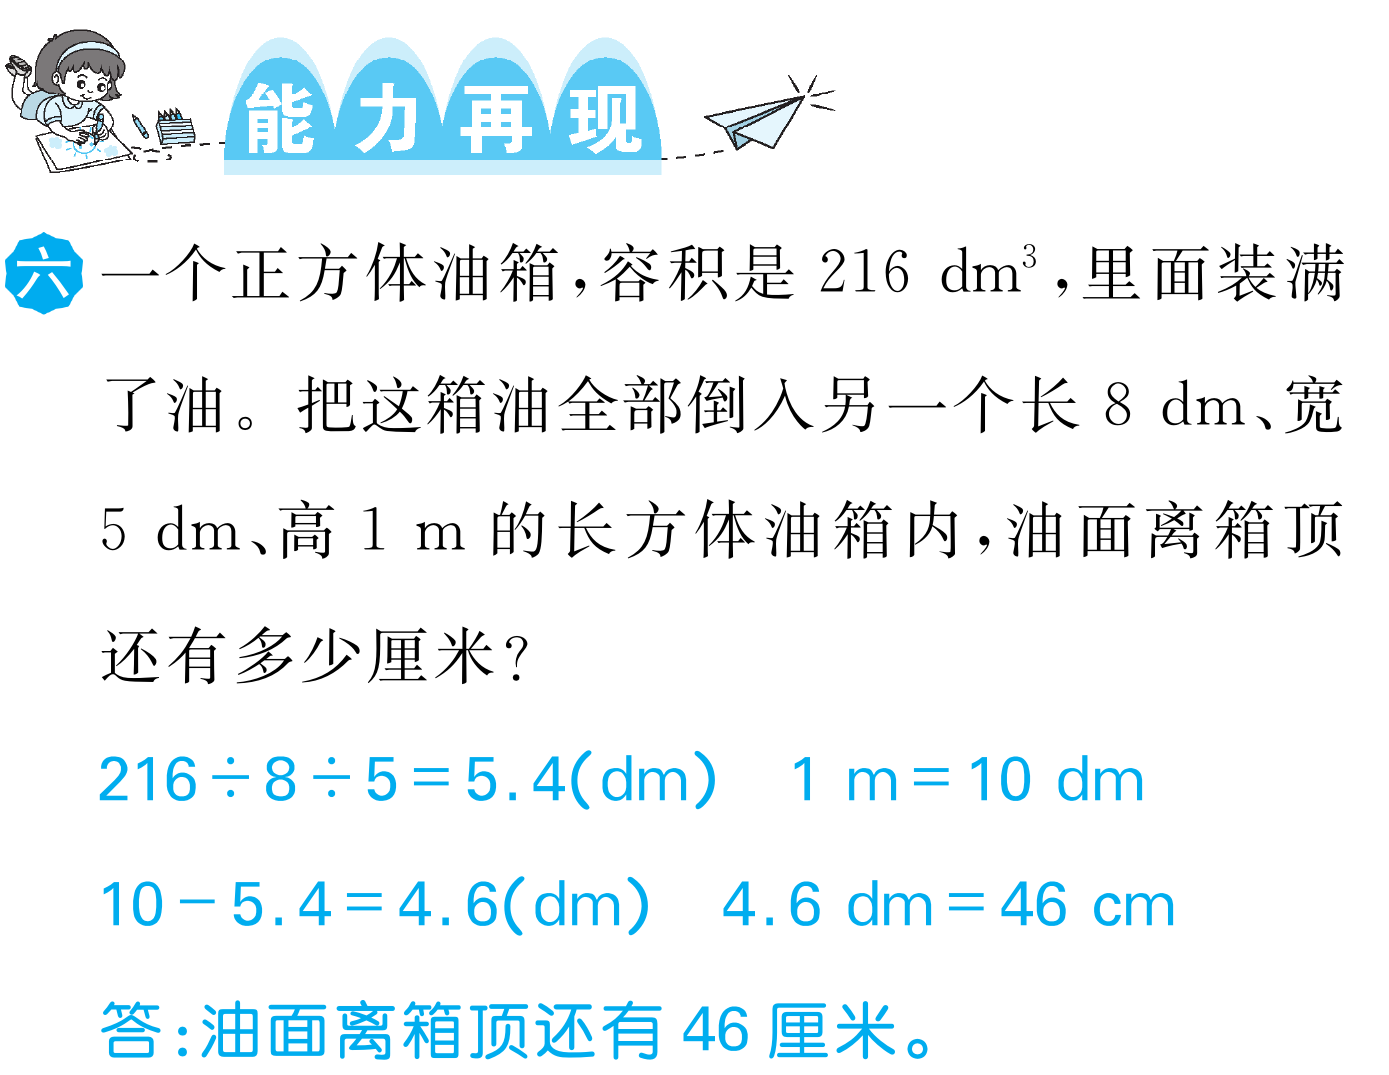 能力再现
六 一个正方体油箱,容积是 216 dm³,里面装满
了油。把这箱油全部倒入另一个长 8 dm、宽
5 dm、高 1 m 的长方体油箱内,油面离箱顶
还有多少厘米?
216÷8÷5=5.4(dm) 1 m=10 dm
10-5.4=4.6(dm) 4.6 dm=46 cm
答:油面离箱顶还有 46 厘米。